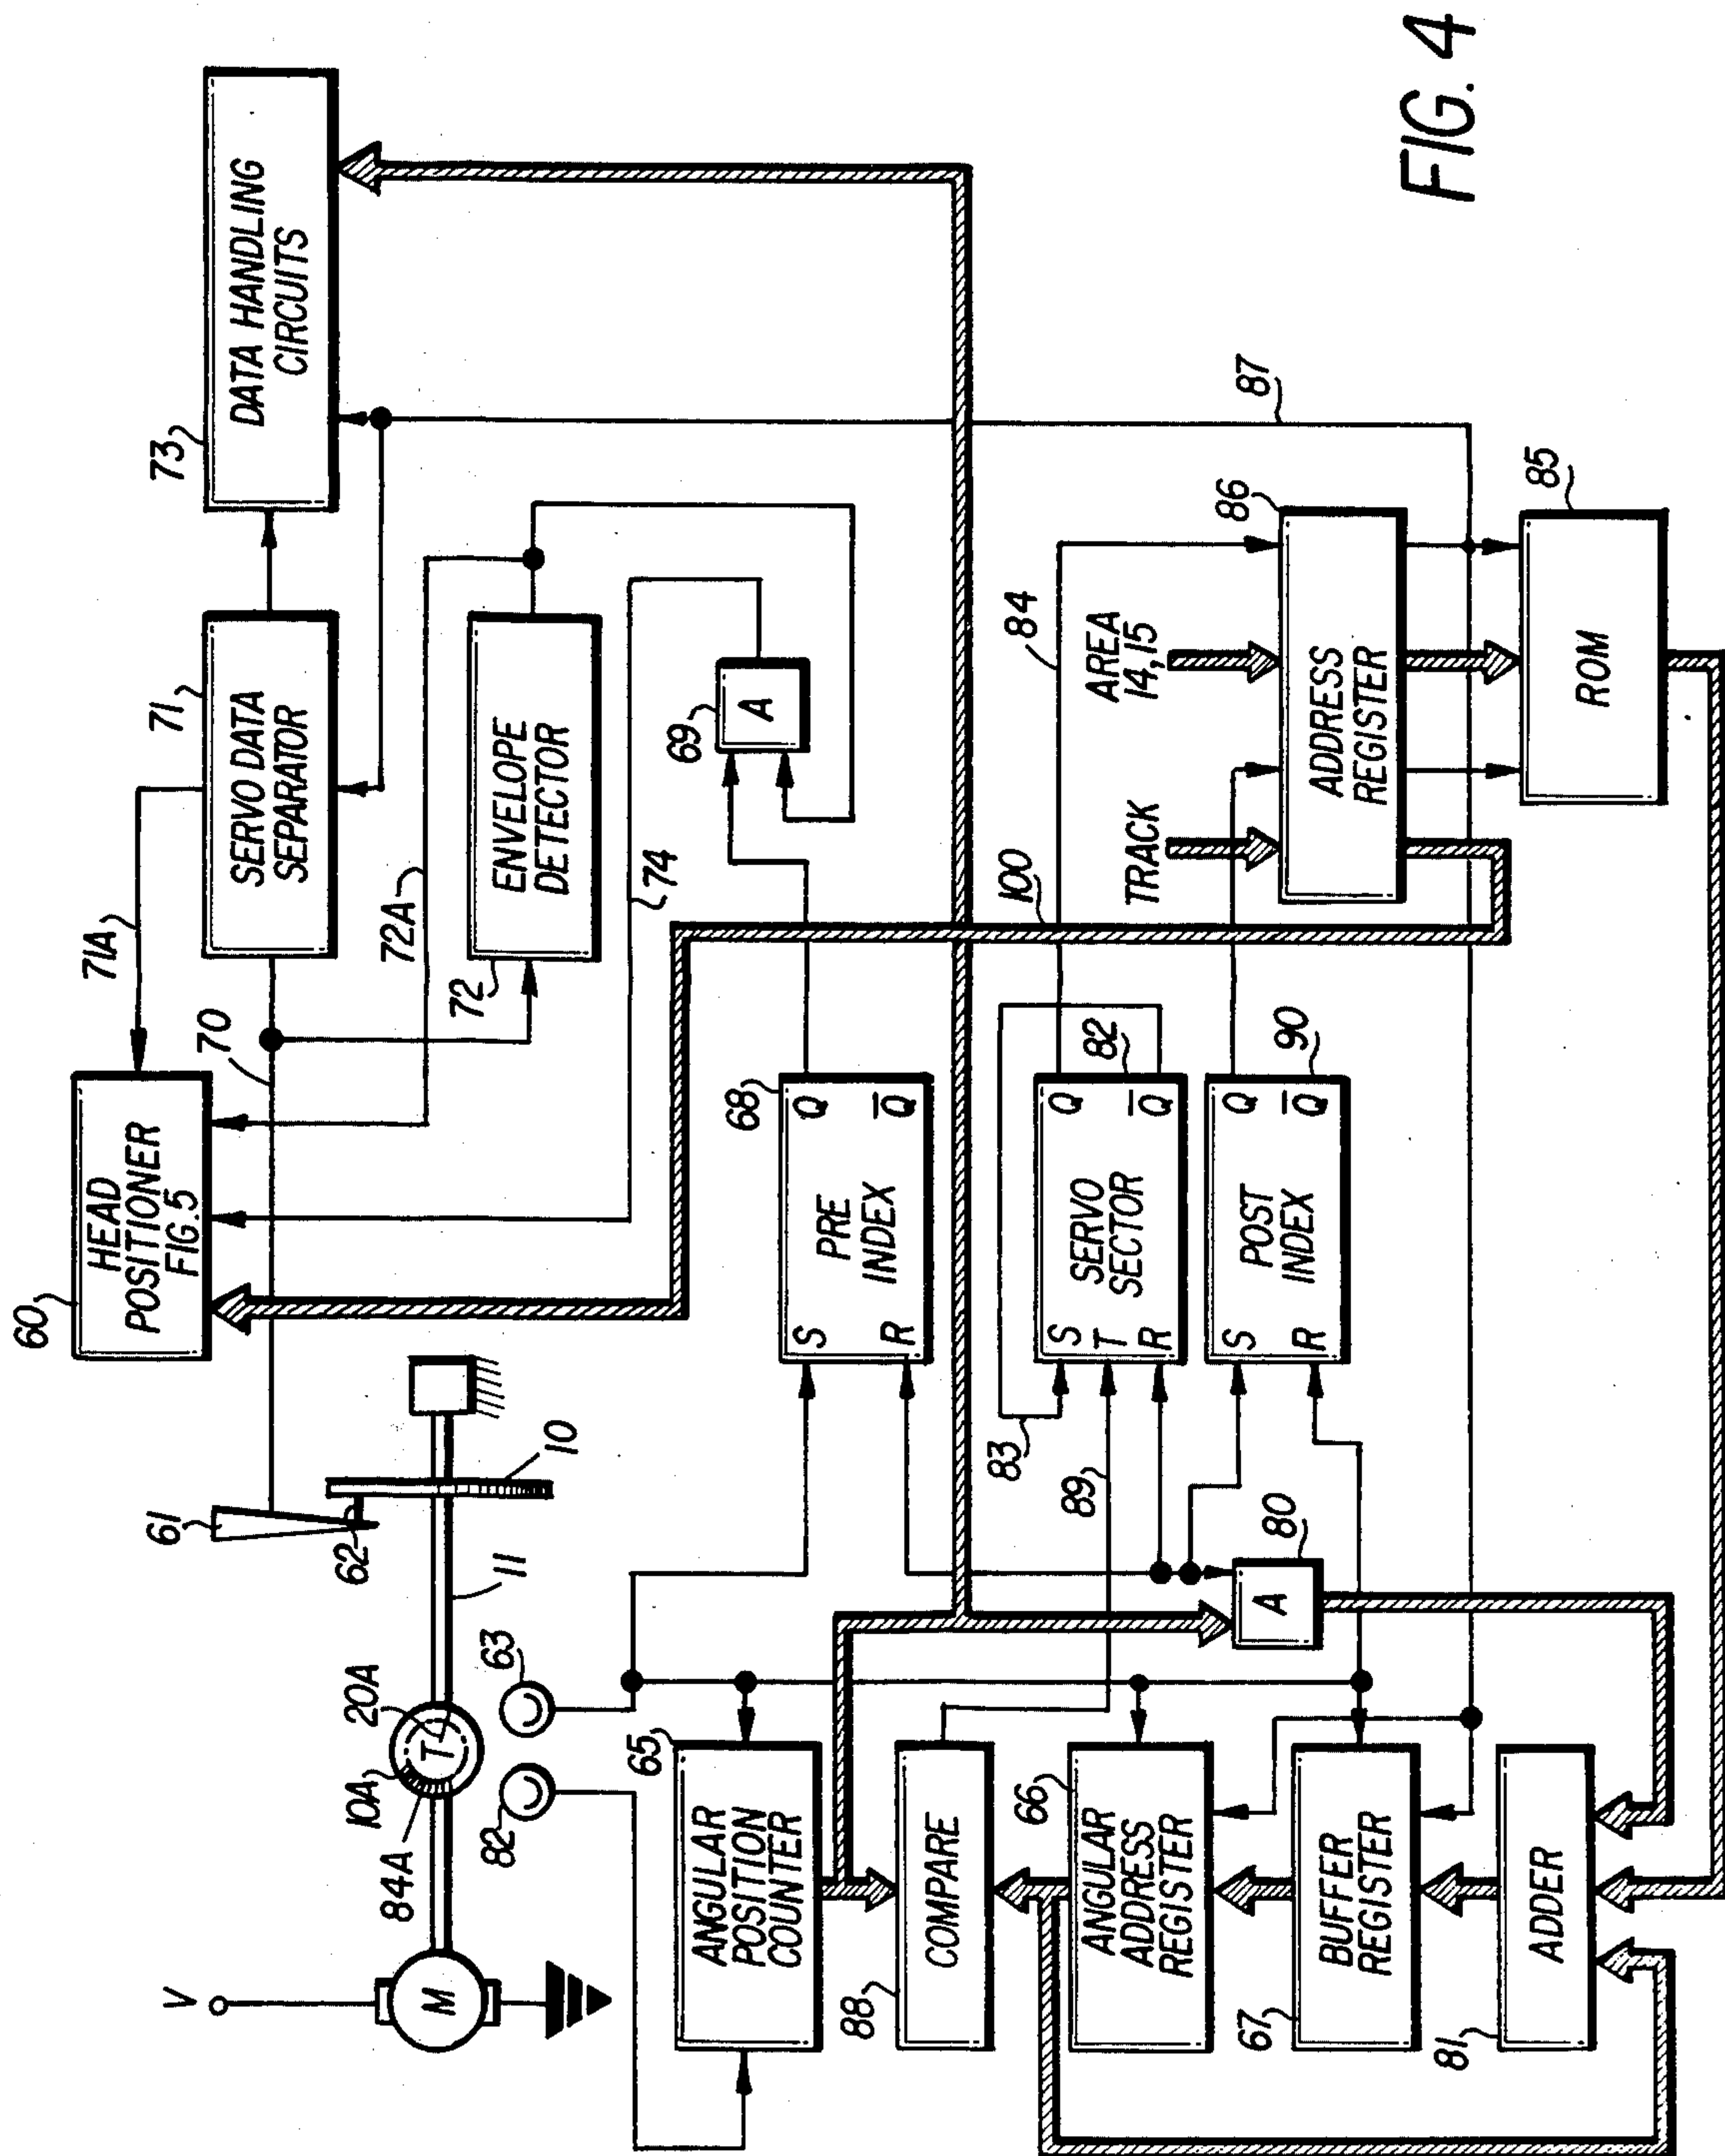 60
HEAD
POSITIONER
FIG. 5
71A
71
SERVO DATA
SEPARATOR
73
DATA HANDLING
CIRCUITS
70
72A
72
ENVELOPE
DETECTOR
74
69
A
61
62
10
11
20A
T
10A
84A
V
M
82
63
65
ANGULAR
POSITION
COUNTER
88
COMPARE
66
ANGULAR
ADDRESS
REGISTER
67
BUFFER
REGISTER
81
ADDER
80
A
68
S
Q
PRE
INDEX
R
Q̅
83
89
82
S
Q
T
SERVO
SECTOR
R
Q̅
90
S
Q
POST
INDEX
R
Q̅
100
84
TRACK
AREA
14,15
86
ADDRESS
REGISTER
87
85
ROM
FIG. 4